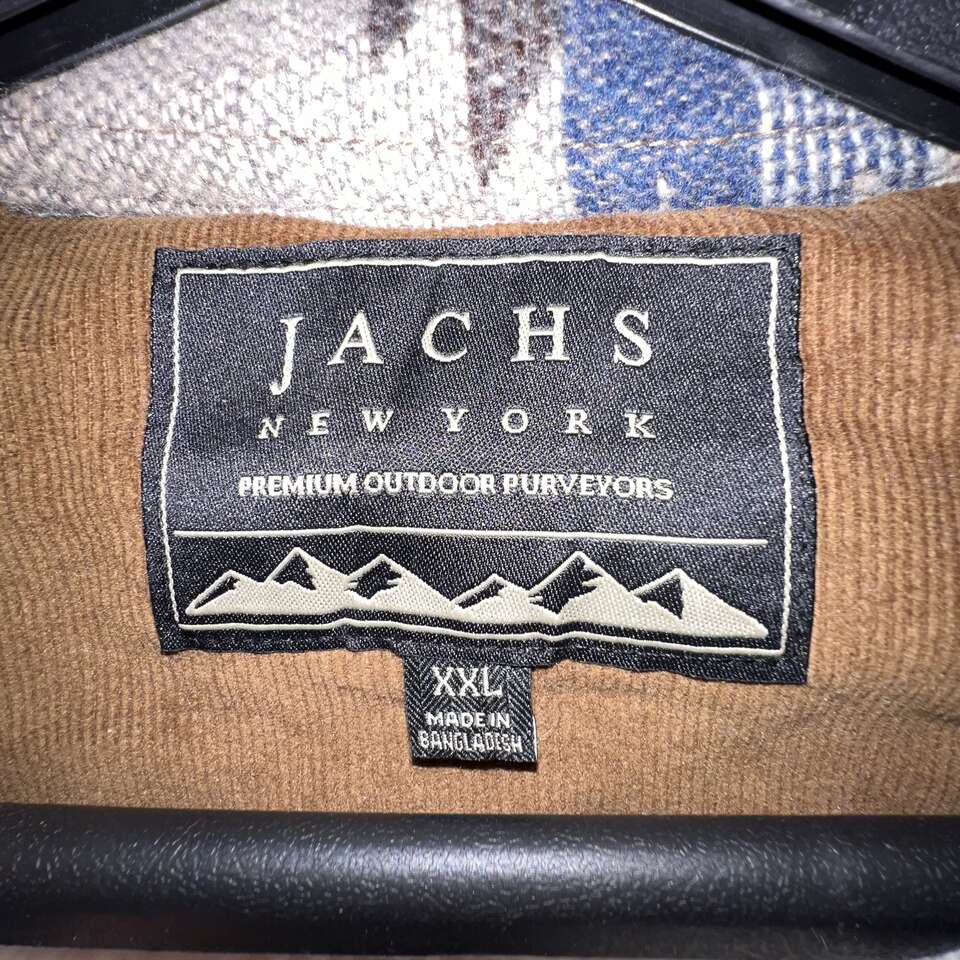 JACHS
NEW YORK
PREMIUM OUTDOOR PURVEYORS
XXL
MADE IN
BANGLADESH